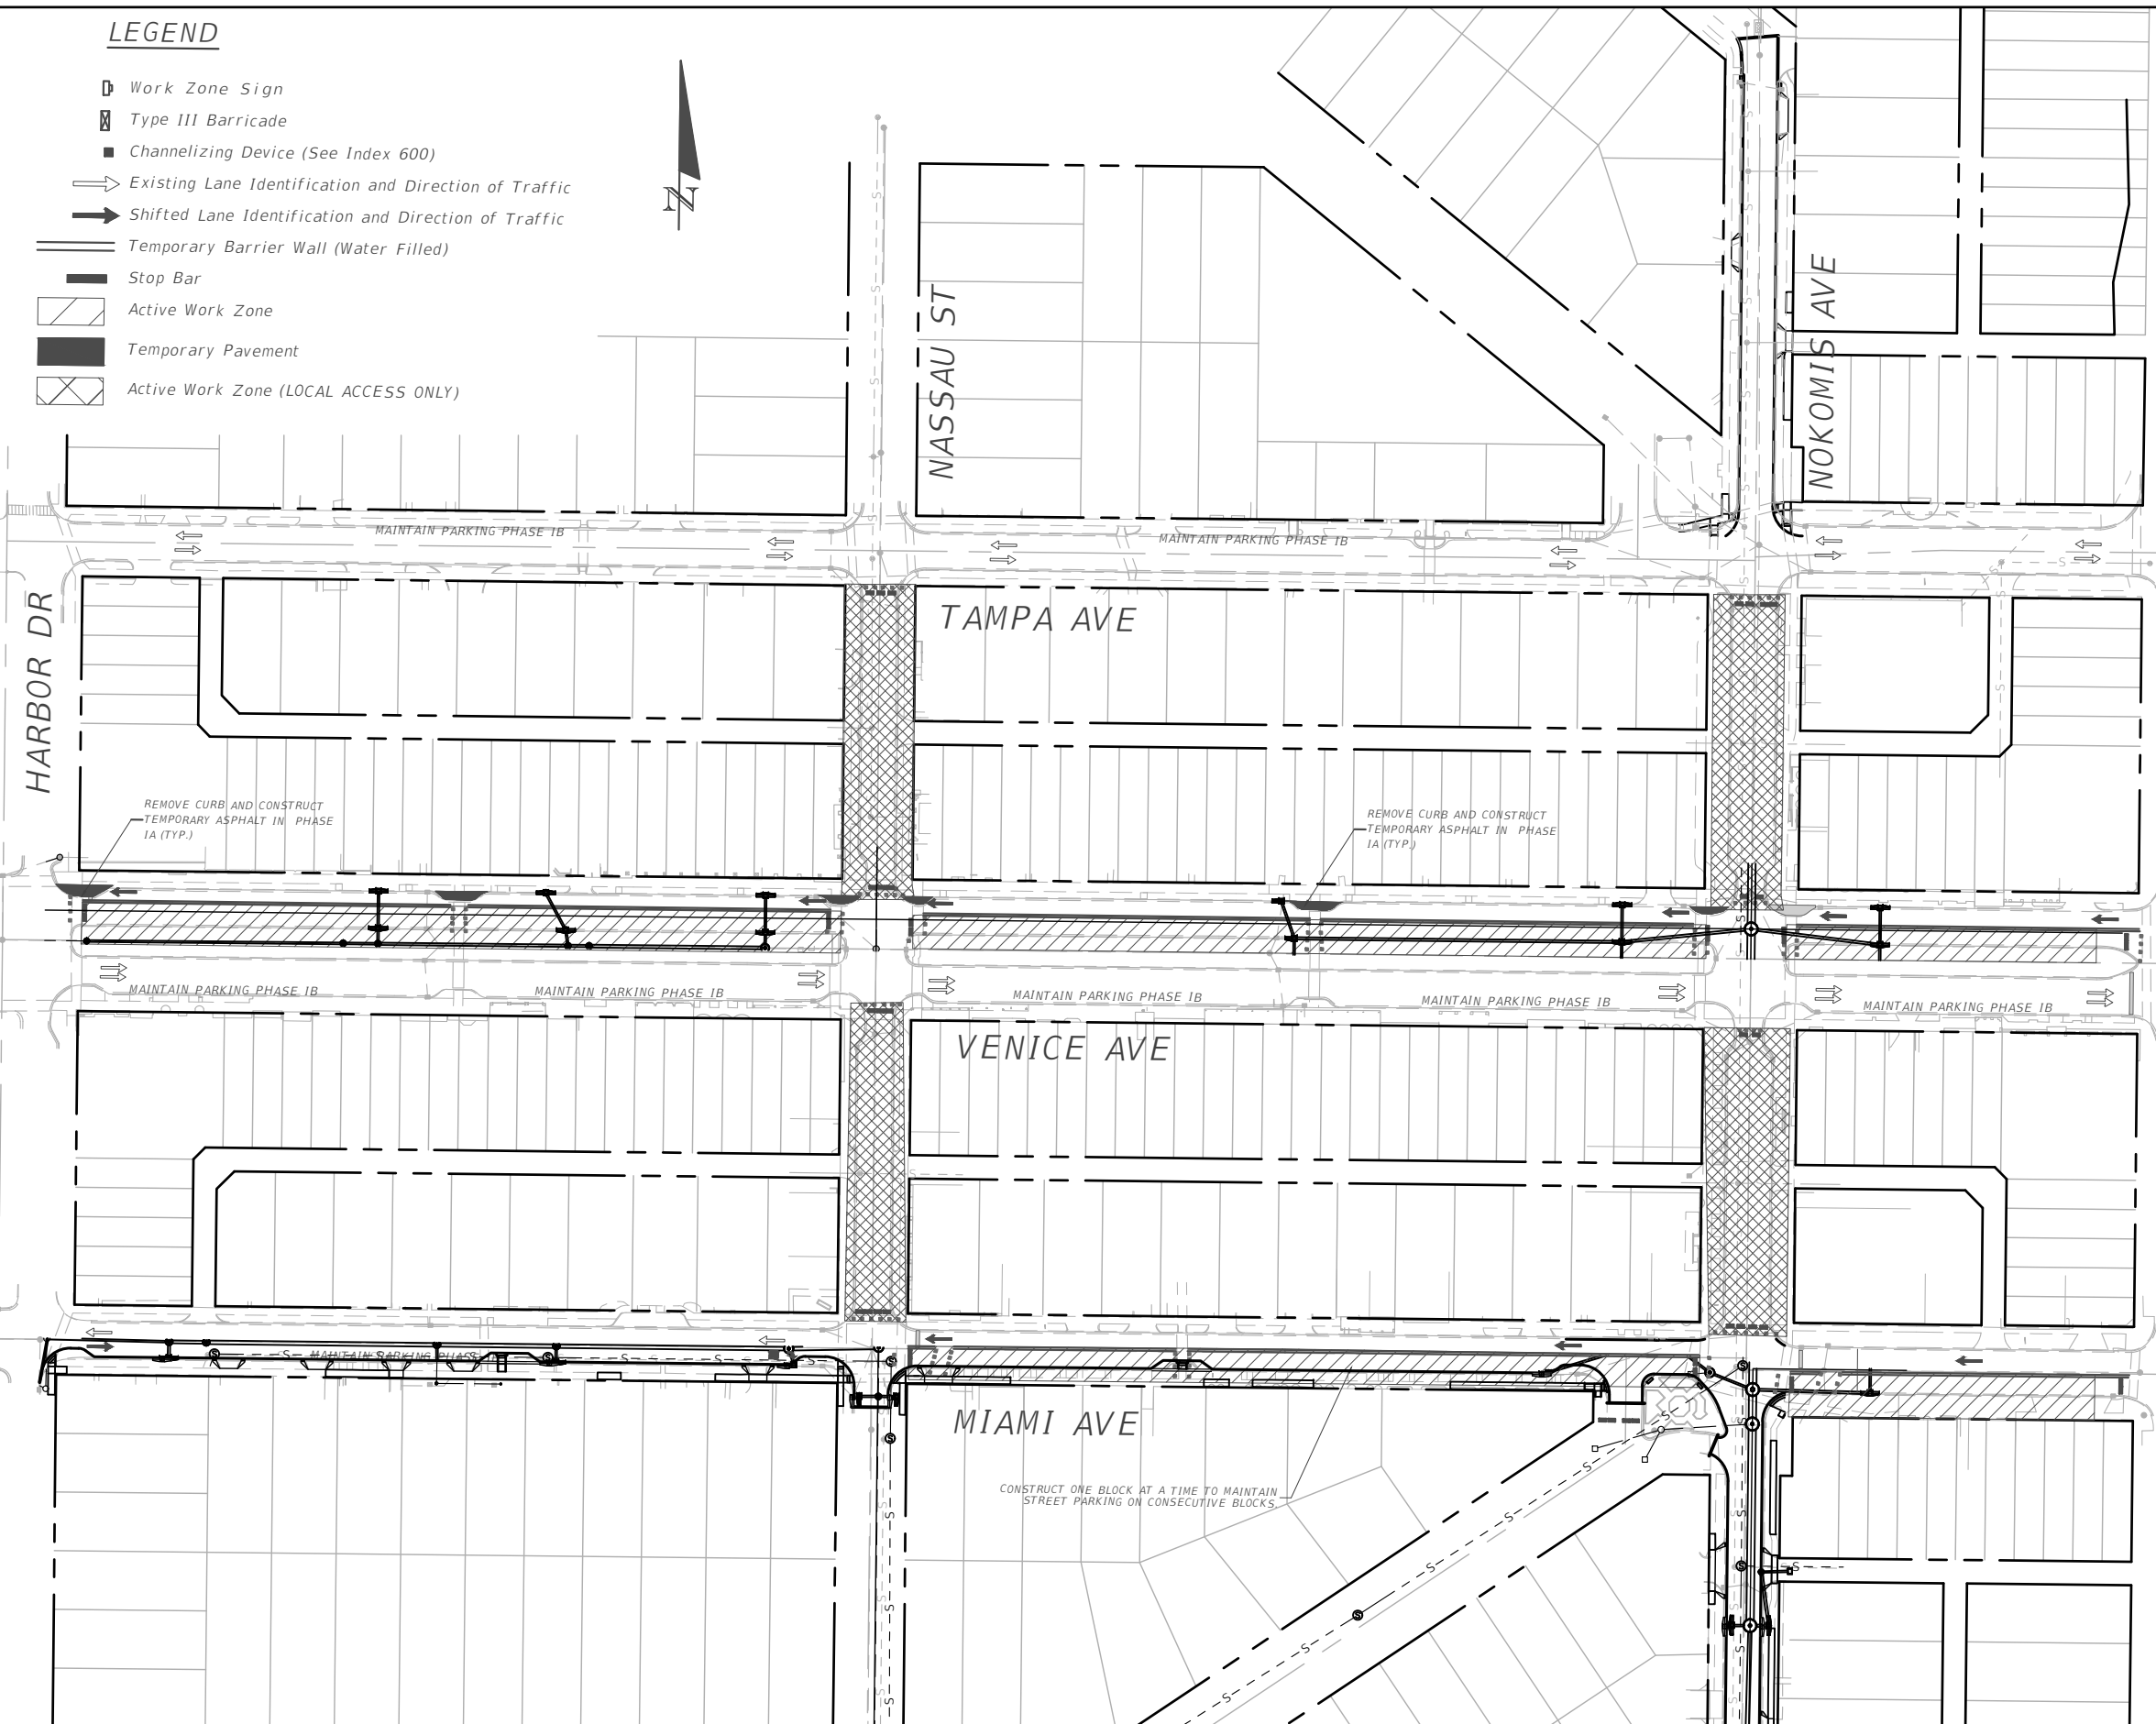 LEGEND
Work Zone Sign
Type III Barricade
Channelizing Device (See Index 600)
Existing Lane Identification and Direction of Traffic
Shifted Lane Identification and Direction of Traffic
Temporary Barrier Wall (Water Filled)
Stop Bar
Active Work Zone
Temporary Pavement
Active Work Zone (LOCAL ACCESS ONLY)
N
NASSAU ST
NOKOMIS AVE
MAINTAIN PARKING PHASE IB
MAINTAIN PARKING PHASE IB
HARBOR DR
TAMPA AVE
REMOVE CURB AND CONSTRUCT
TEMPORARY ASPHALT IN PHASE
IA (TYP.)
REMOVE CURB AND CONSTRUCT
TEMPORARY ASPHALT IN PHASE
IA (TYP.)
MAINTAIN PARKING PHASE IB
MAINTAIN PARKING PHASE IB
MAINTAIN PARKING PHASE IB
MAINTAIN PARKING PHASE IB
MAINTAIN PARKING PHASE IB
VENICE AVE
MAINTAIN PARKING PHASE
MIAMI AVE
CONSTRUCT ONE BLOCK AT A TIME TO MAINTAIN
STREET PARKING ON CONSECUTIVE BLOCKS.